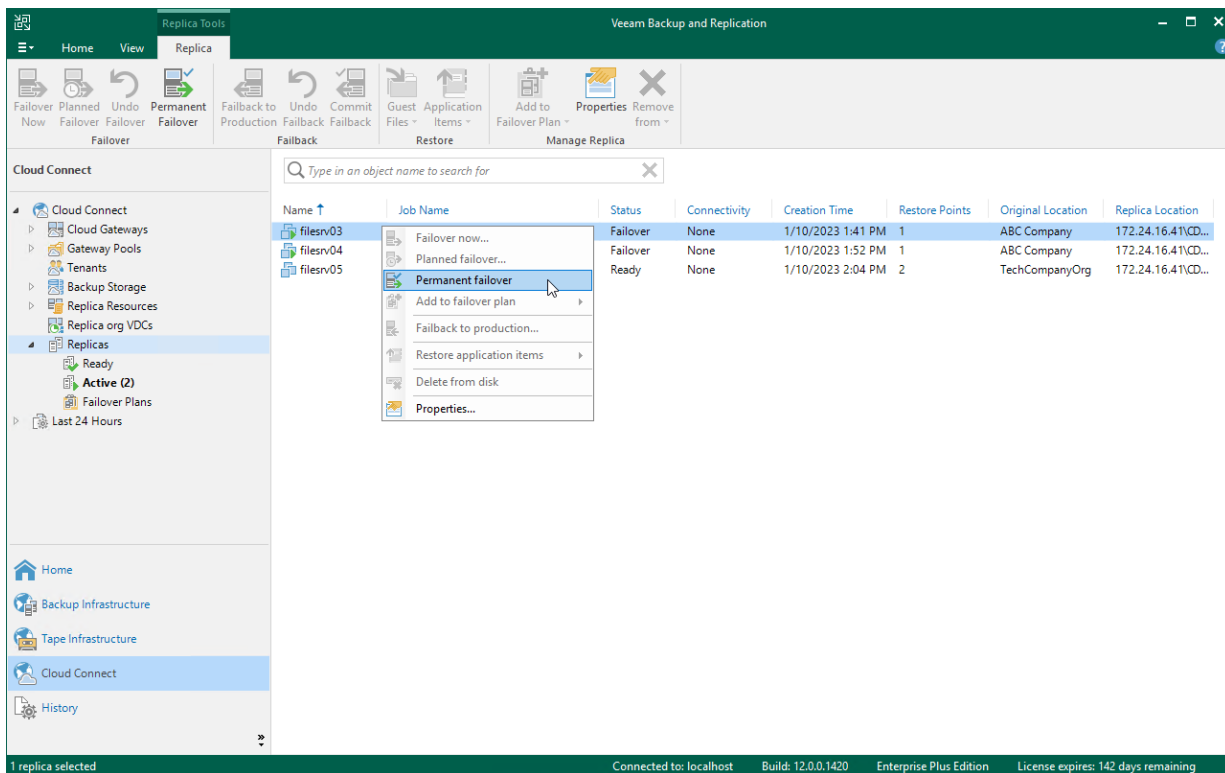 Replica Tools
Veeam Backup and Replication
Home View Replica
Failover Now
Planned Failover
Undo Failover
Permanent Failover
Failback to Production
Undo Failback
Commit Failback
Guest Files
Application Items
Add to Failover Plan
Properties
Remove from
Failover
Failback
Restore
Manage Replica
Cloud Connect
Type in an object name to search for
Cloud Connect
Cloud Gateways
Gateway Pools
Tenants
Backup Storage
Replica Resources
Replica org VDCs
Replicas
Ready
Active (2)
Failover Plans
Last 24 Hours
Name Job Name Status Connectivity Creation Time Restore Points Original Location Replica Location
filesrv03 Failover None 1/10/2023 1:41 PM 1 ABC Company 172.24.16.41\CD...
filesrv04 Failover None 1/10/2023 1:52 PM 1 ABC Company 172.24.16.41\CD...
filesrv05 Ready None 1/10/2023 2:04 PM 2 TechCompanyOrg 172.24.16.41\CD...
Failover now...
Planned failover...
Permanent failover
Add to failover plan
Failback to production...
Restore application items
Delete from disk
Properties...
Home
Backup Infrastructure
Tape Infrastructure
Cloud Connect
History
1 replica selected
Connected to: localhost Build: 12.0.0.1420 Enterprise Plus Edition License expires: 142 days remaining